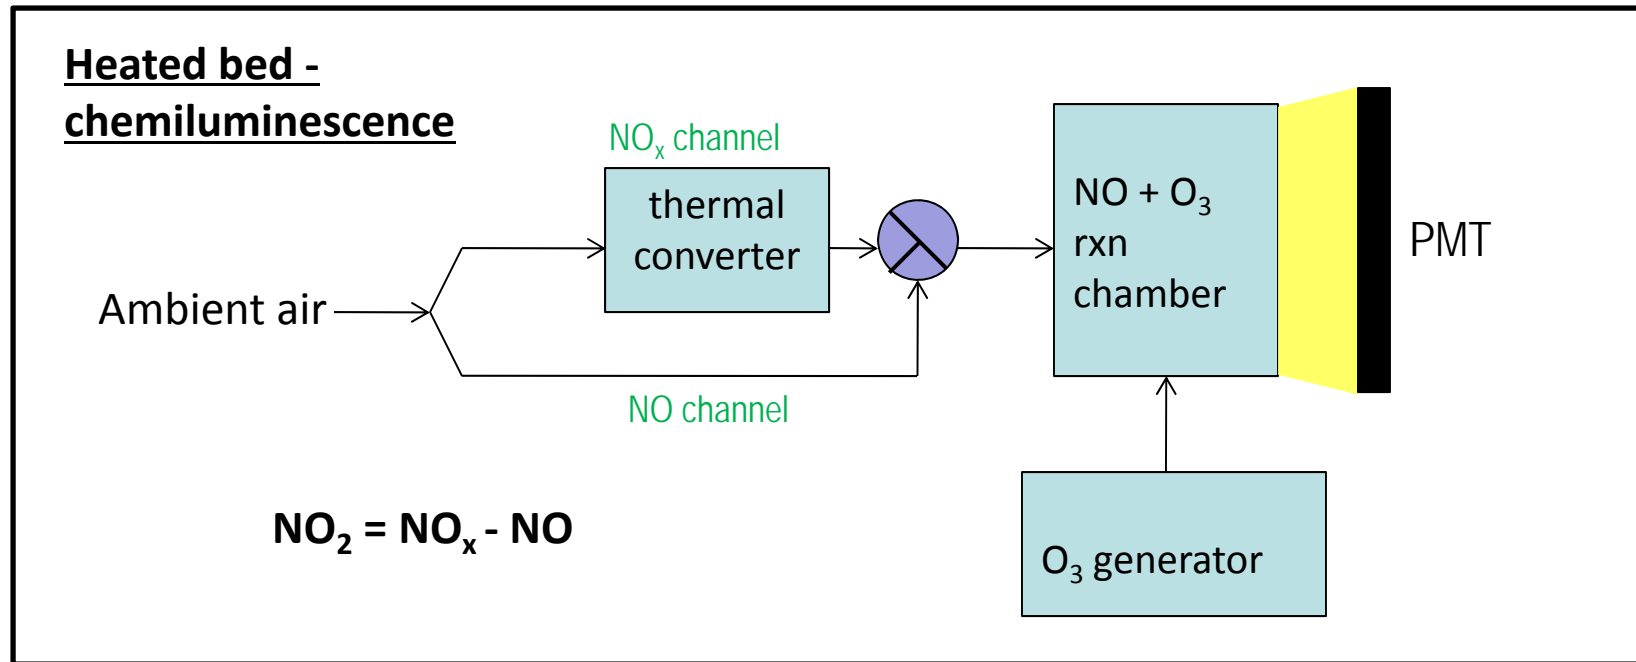 Heated bed -
chemiluminescence
NOₓ channel
thermal
converter
NO + O₃
rxn
chamber
PMT
Ambient air
NO channel
NO₂ = NOₓ - NO
O₃ generator